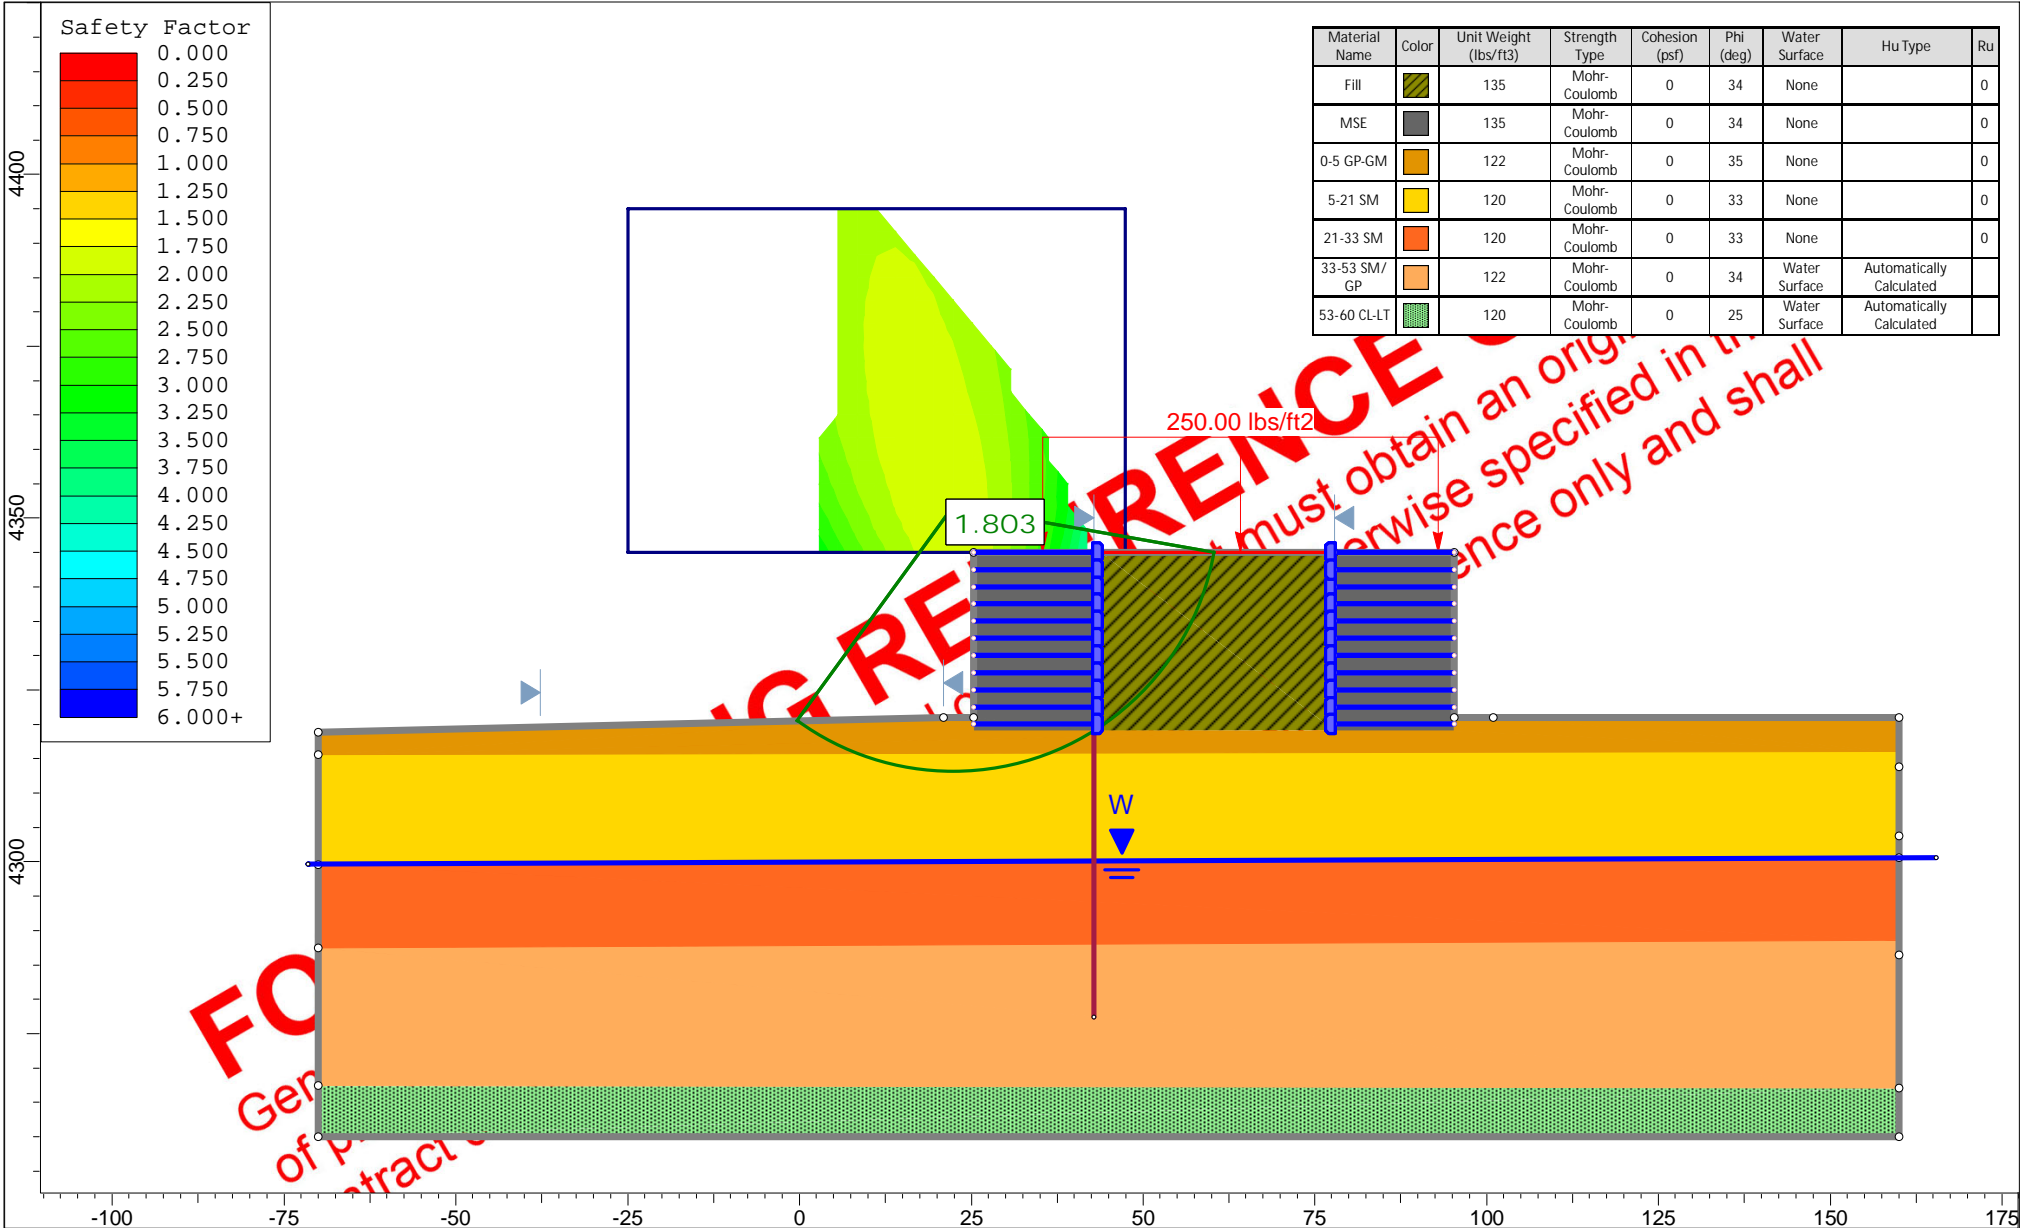 Safety Factor
0.000
0.250
0.500
0.750
1.000
1.250
1.500
1.750
2.000
2.250
2.500
2.750
3.000
3.250
3.500
3.750
4.000
4.250
4.500
4.750
5.000
5.250
5.500
5.750
6.000+
Material Name Color Unit Weight (lbs/ft3) Strength Type Cohesion (psf) Phi (deg) Water Surface Hu Type Ru
Fill 135 Mohr-Coulomb 0 34 None 0
MSE 135 Mohr-Coulomb 0 34 None 0
0-5 GP-GM 122 Mohr-Coulomb 0 35 None 0
5-21 SM 120 Mohr-Coulomb 0 33 None 0
21-33 SM 120 Mohr-Coulomb 0 33 None 0
33-53 SM/GP 122 Mohr-Coulomb 0 34 Water Surface Automatically Calculated
53-60 CL-LT 120 Mohr-Coulomb 0 25 Water Surface Automatically Calculated
250.00 lbs/ft2
1.803
W
4400
4350
4300
-100 -75 -50 -25 0 25 50 75 100 125 150 175
must obtain an
specified in
ence only and shall
of